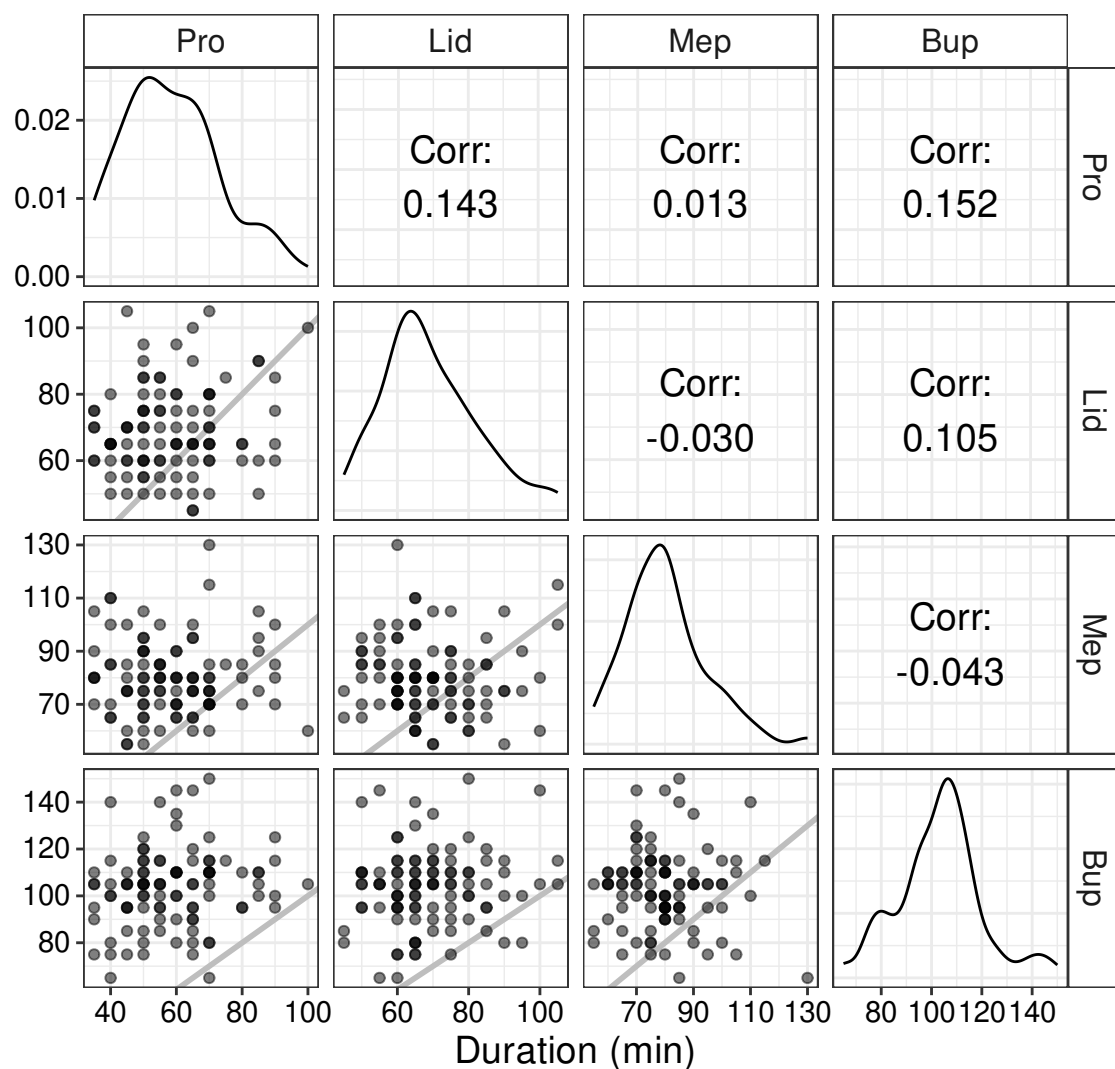 Pro Lid Mep Bup
0.02
0.01
0.00
Corr:
0.143
Corr:
0.013
Corr:
0.152
Pro
100
80
60
Corr:
-0.030
Corr:
0.105
Lid
130
110
90
70
Corr:
-0.043
Mep
140
120
100
80
Bup
40 80 100 60 80 100 70 90 110 130 80 100 120 140
Duration (min)